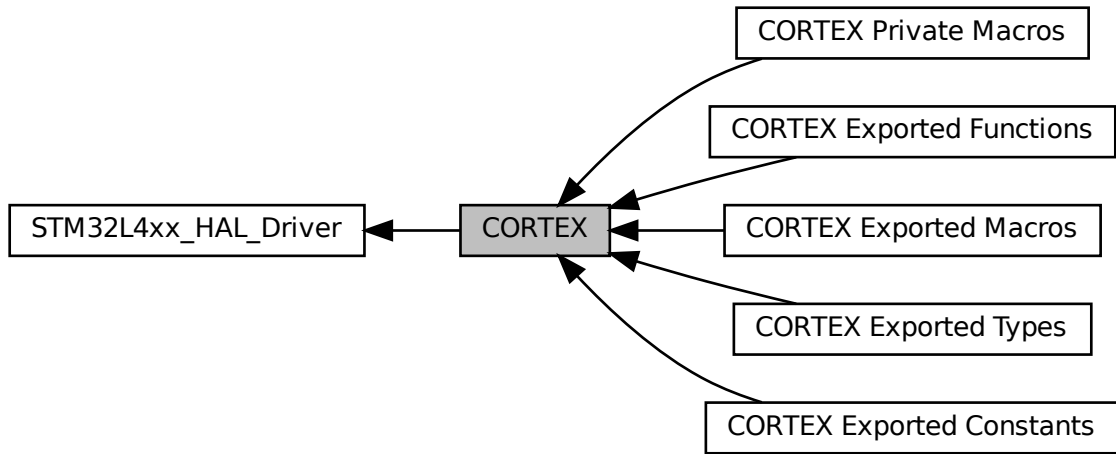 CORTEX Private Macros
CORTEX Exported Functions
STM32L4xx_HAL_Driver
CORTEX
CORTEX Exported Macros
CORTEX Exported Types
CORTEX Exported Constants